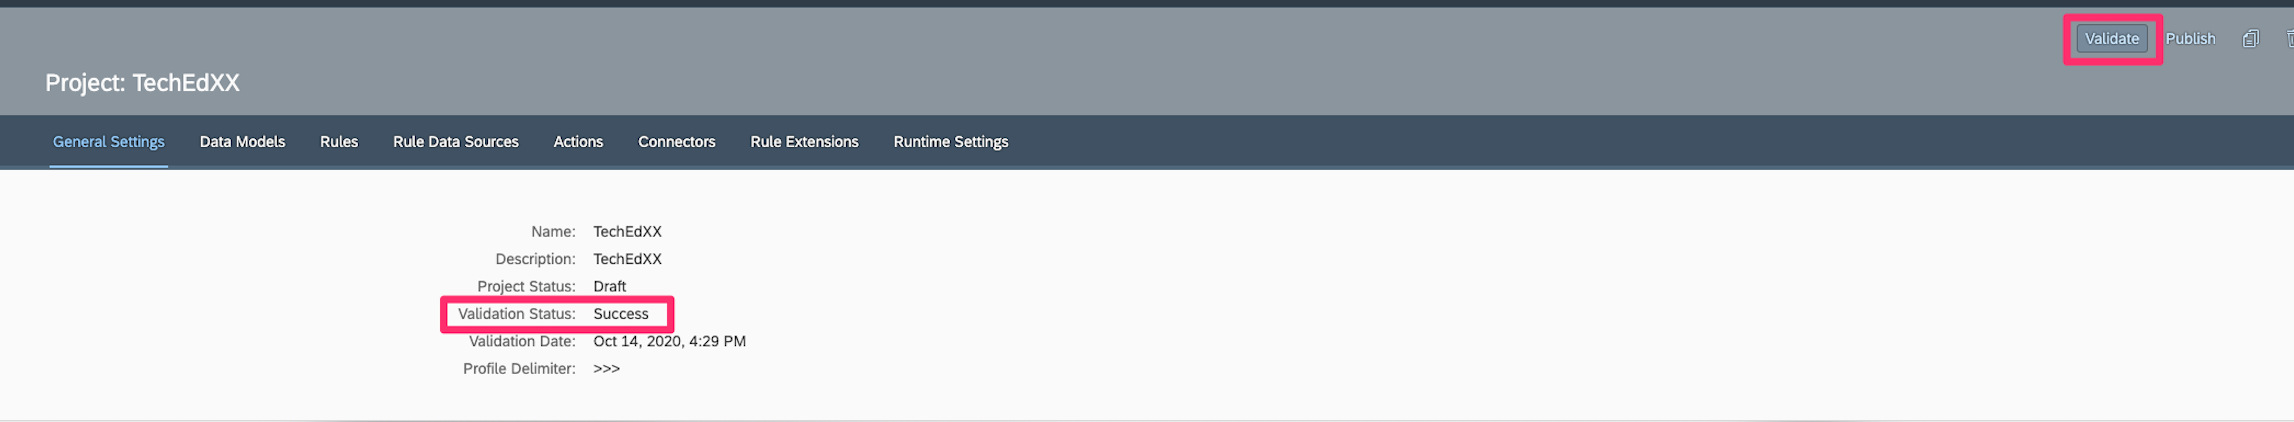 Validate Publish
Project: TechEdXX
General Settings Data Models Rules Rule Data Sources Actions Connectors Rule Extensions Runtime Settings
Name: TechEdXX
Description: TechEdXX
Project Status: Draft
Validation Status: Success
Validation Date: Oct 14, 2020, 4:29 PM
Profile Delimiter: >>>